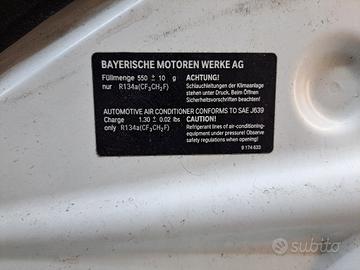 BAYERISCHE MOTOREN WERKE AG
Füllmenge 550 ± 10 g
nur R134a(CF₃CH₂F)
ACHTUNG!
Schlauchleitungen der Klimaanlage
stehen unter Druck. Beim Öffnen
Sicherheitsvorschriften beachten!
AUTOMOTIVE AIR CONDITIONER CONFORMS TO SAE J639
Charge 1.30 ± 0.02 lbs
only R134a(CF₃CH₂F)
CAUTION!
Refrigerant lines of air-conditioning-
equipment under pressure! Observe
safety regulations when opening!
9 174 633
subito